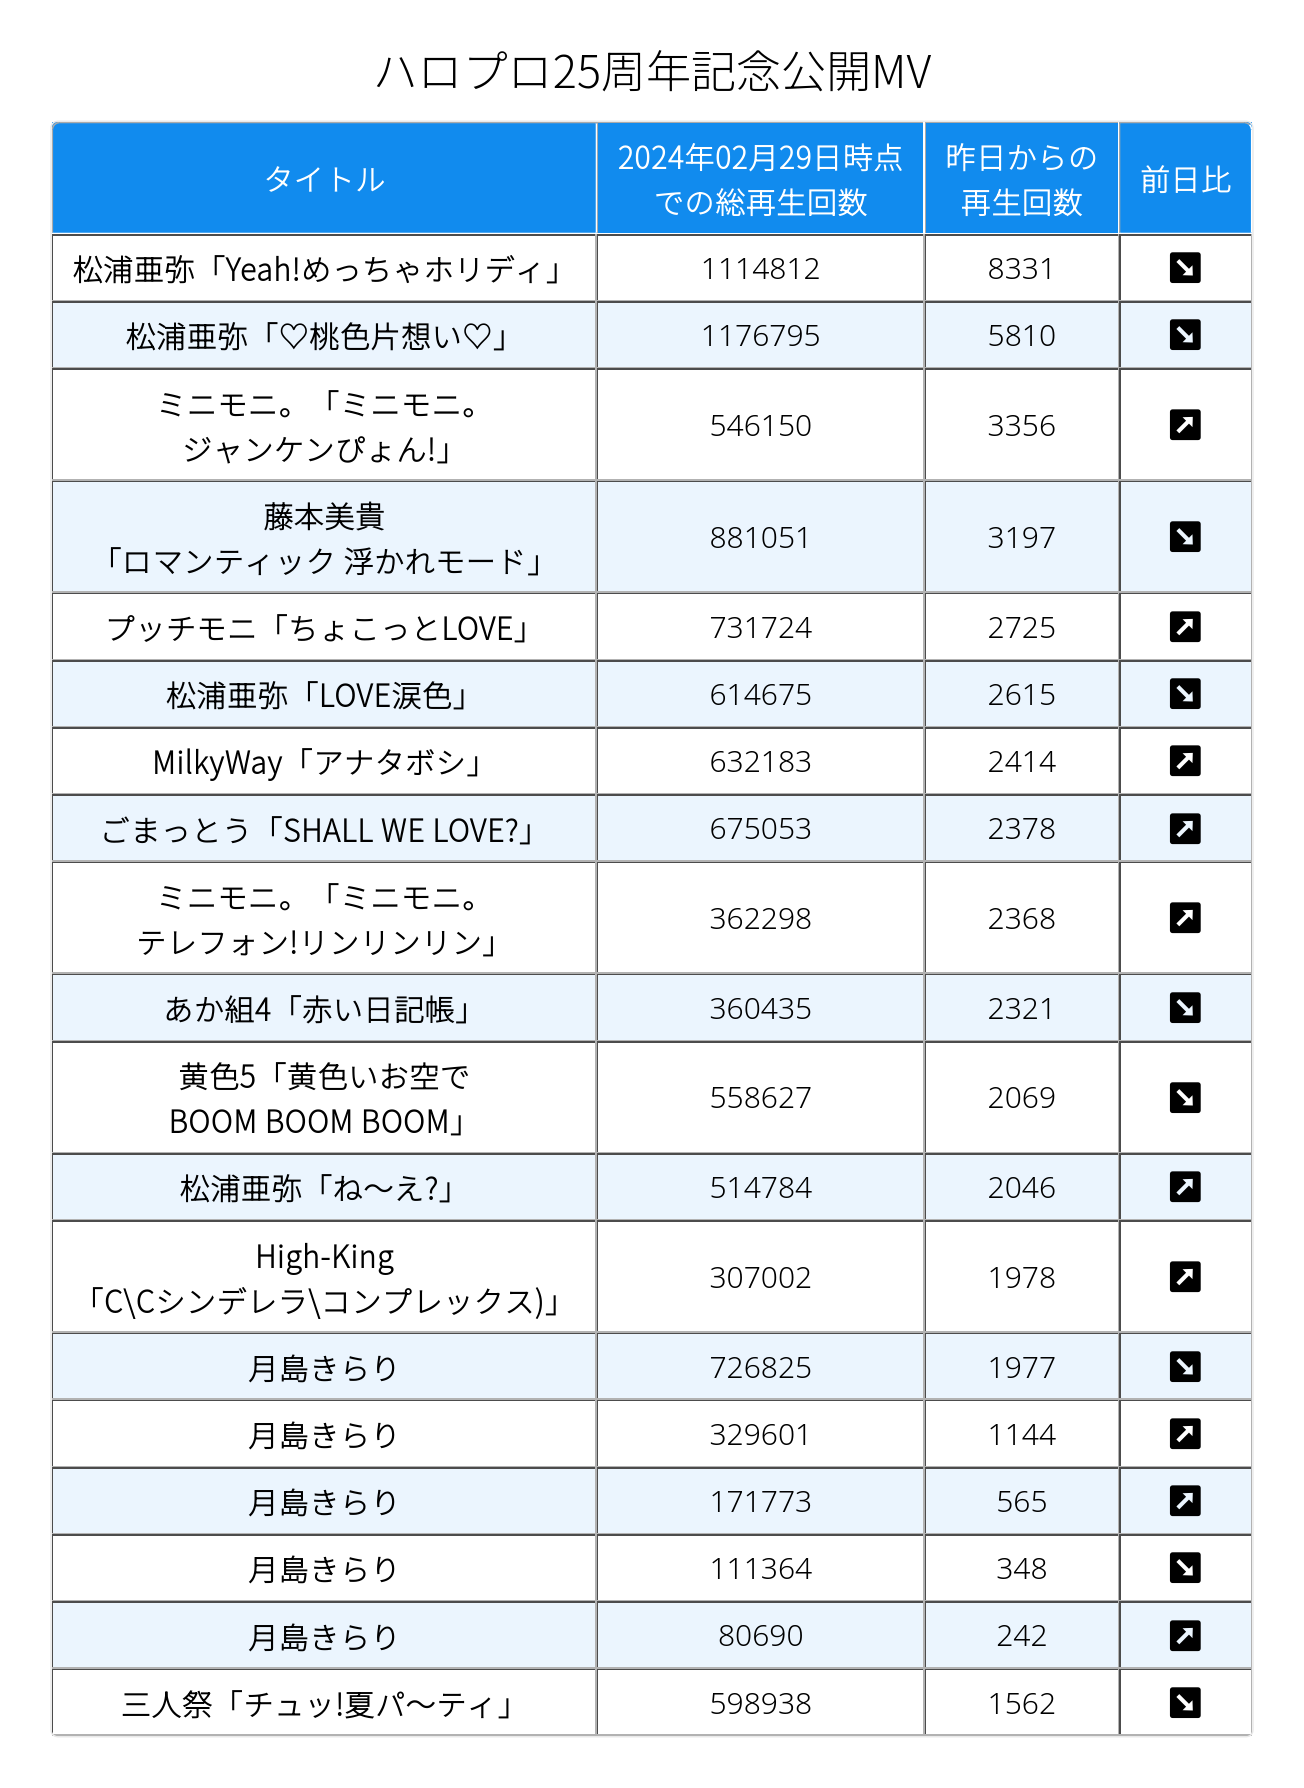 ハロプロ25周年記念公開MV
タイトル
2024年02月29日時点
での総再生回数
昨日からの
再生回数
前日比
松浦亜弥「Yeah!めっちゃホリディ」 1114812 8331 ↘
松浦亜弥「♡桃色片想い♡」 1176795 5810 ↘
ミニモニ。「ミニモニ。
ジャンケンぴょん!」
546150 3356 ↗
藤本美貴
「ロマンティック 浮かれモード」
881051 3197 ↘
プッチモニ「ちょこっとLOVE」 731724 2725 ↗
松浦亜弥「LOVE涙色」 614675 2615 ↘
MilkyWay「アナタボシ」 632183 2414 ↗
ごまっとう「SHALL WE LOVE?」 675053 2378 ↗
ミニモニ。「ミニモニ。
テレフォン!リンリンリン」
362298 2368 ↗
あか組4「赤い日記帳」 360435 2321 ↘
黄色5「黄色いお空で
BOOM BOOM BOOM」
558627 2069 ↘
松浦亜弥「ね〜え?」 514784 2046 ↗
High-King
「C\Cシンデレラ\コンプレックス)」
307002 1978 ↗
月島きらり 726825 1977 ↘
月島きらり 329601 1144 ↗
月島きらり 171773 565 ↗
月島きらり 111364 348 ↘
月島きらり 80690 242 ↗
三人祭「チュッ!夏パ〜ティ」 598938 1562 ↘